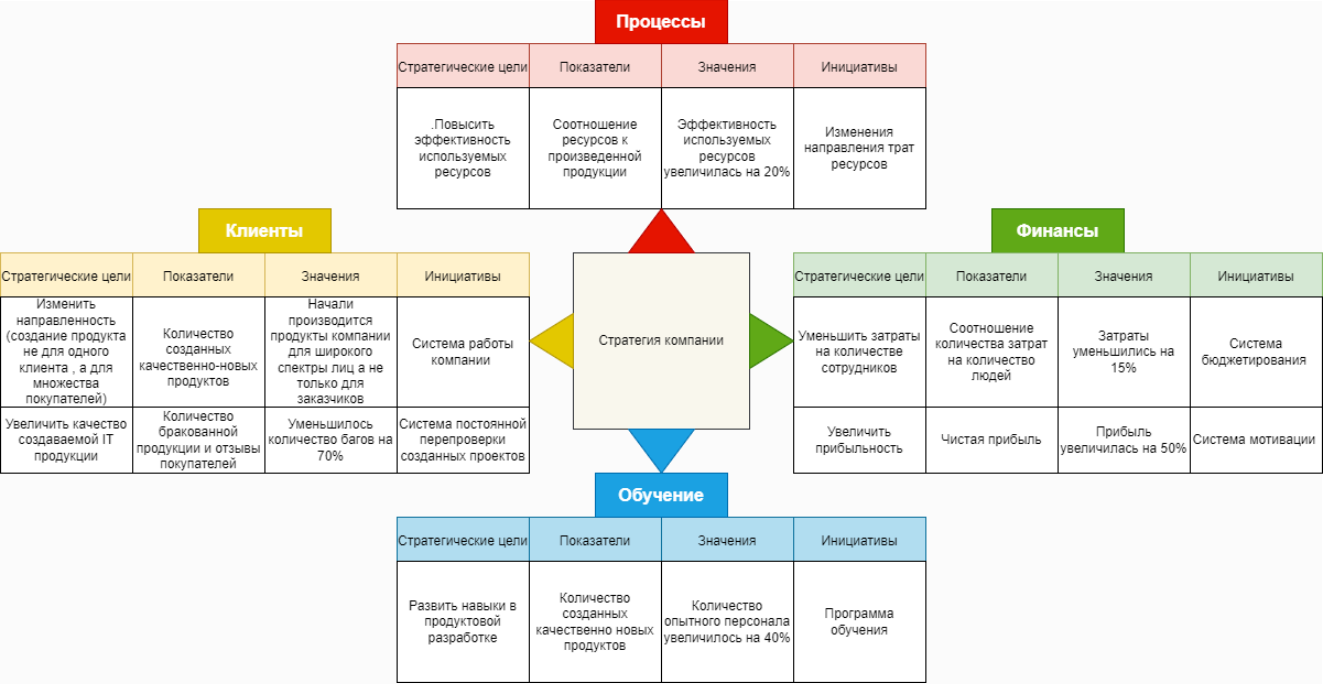 Процессы
Стратегические цели
Показатели
Значения
Инициативы
.Повысить
эффективность
используемых
ресурсов
Соотношение
ресурсов к
произведенной
продукции
Эффективность
используемых
ресурсов
увеличилась на 20%
Изменения
направления трат
ресурсов
Клиенты
Стратегические цели
Показатели
Значения
Инициативы
Изменить
направленность
(создание продукта
не для одного
клиента , а для
множества
покупателей)
Количество
созданных
качественно-новых
продуктов
Начали
производится
продукты компании
для широкого
спектры лиц а не
только для
заказчиков
Система работы
компании
Увеличить качество
создаваемой IT
продукции
Количество
бракованной
продукции и отзывы
покупателей
Уменьшилось
количество багов на
70%
Система постоянной
перепроверки
созданных проектов
Стратегия компании
Финансы
Стратегические цели
Показатели
Значения
Инициативы
Уменьшить затраты
на количестве
сотрудников
Соотношение
количества затрат
на количество
людей
Затраты
уменьшились на
15%
Система
бюджетирования
Увеличить
прибыльность
Чистая прибыль
Прибыль
увеличилась на 50%
Система мотивации
Обучение
Стратегические цели
Показатели
Значения
Инициативы
Развить навыки в
продуктовой
разработке
Количество
созданных
качественно новых
продуктов
Количество
опытного персонала
увеличилось на 40%
Программа
обучения